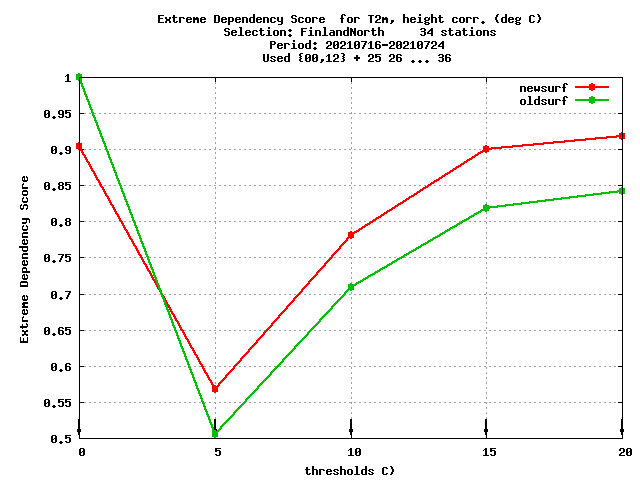 Extreme Dependency Score  for T2m, height corr. (deg C)
Selection: FinlandNorth     34 stations
Period: 20210716-20210724
Used {00,12} + 25 26 ... 36
newsurf
oldsurf
1
0.95
0.9
0.85
0.8
0.75
0.7
0.65
0.6
0.55
0.5
Extreme Dependency Score
0 5 10 15 20
thresholds C)